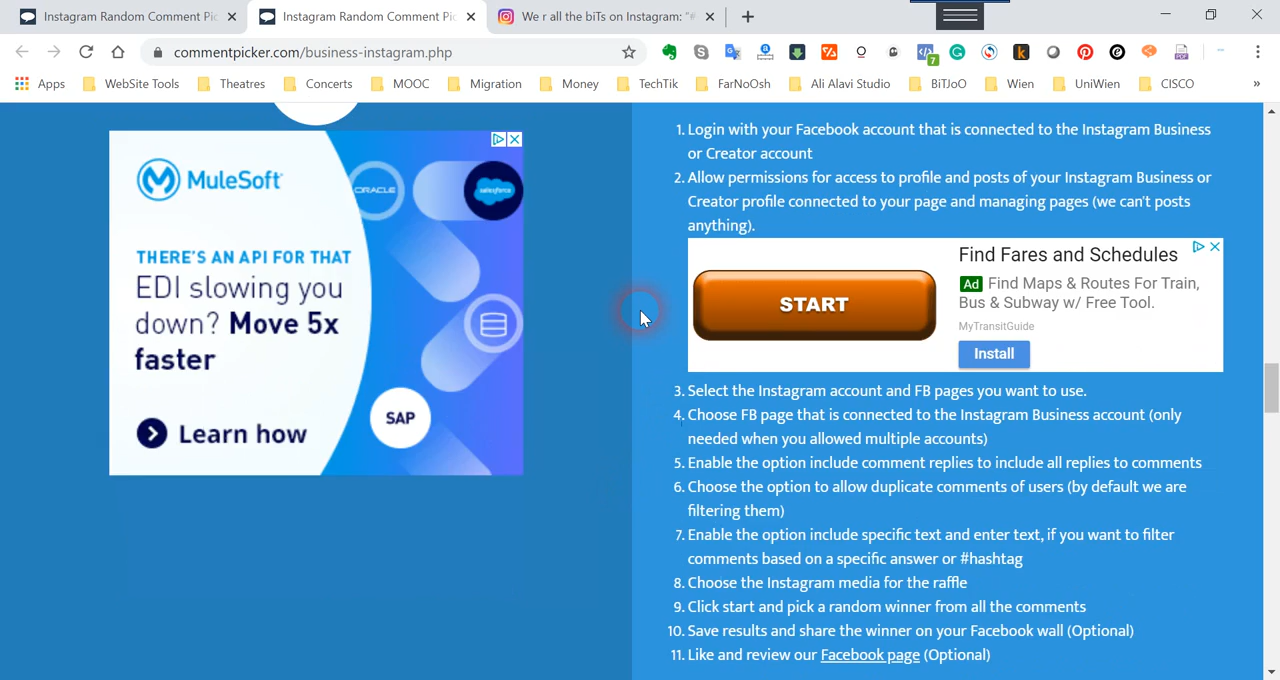 Instagram Random Comment Pic
Instagram Random Comment Pic
We r all the biTs on Instagram: "#
commentpicker.com/business-instagram.php
7
Apps
WebSite Tools
Theatres
Concerts
MOOC
Migration
Money
TechTik
FarNoOsh
Ali Alavi Studio
BiTJoO
Wien
UniWien
CISCO
»
MuleSoft
ORACLE
salesforce
THERE'S AN API FOR THAT
EDI slowing you
down? Move 5x
faster
SAP
Learn how
1. Login with your Facebook account that is connected to the Instagram Business
or Creator account
2. Allow permissions for access to profile and posts of your Instagram Business or
Creator profile connected to your page and managing pages (we can't posts
anything).
START
Find Fares and Schedules
Ad Find Maps & Routes For Train,
Bus & Subway w/ Free Tool.
MyTransitGuide
Install
3. Select the Instagram account and FB pages you want to use.
4. Choose FB page that is connected to the Instagram Business account (only
needed when you allowed multiple accounts)
5. Enable the option include comment replies to include all replies to comments
6. Choose the option to allow duplicate comments of users (by default we are
filtering them)
7. Enable the option include specific text and enter text, if you want to filter
comments based on a specific answer or #hashtag
8. Choose the Instagram media for the raffle
9. Click start and pick a random winner from all the comments
10. Save results and share the winner on your Facebook wall (Optional)
11. Like and review our Facebook page (Optional)